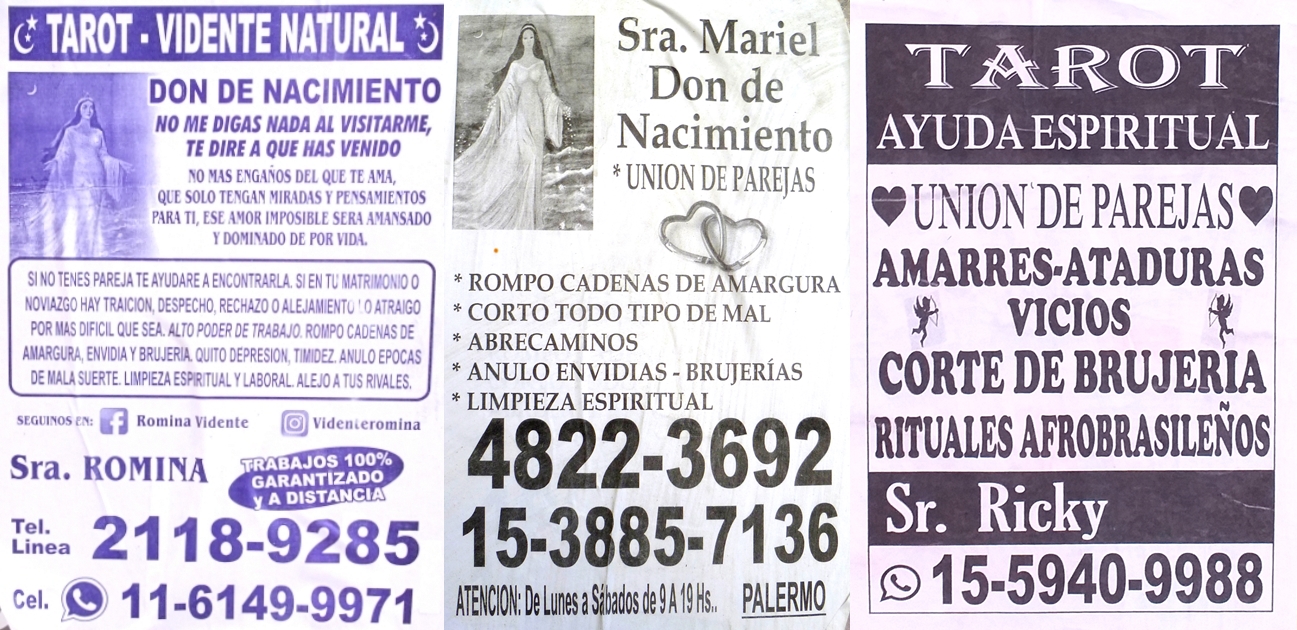 TAROT - VIDENTE NATURAL
DON DE NACIMIENTO
NO ME DIGAS NADA AL VISITARME,
TE DIRE A QUE HAS VENIDO
NO MAS ENGAÑOS DEL QUE TE AMA,
QUE SOLO TENGAN MIRADAS Y PENSAMIENTOS
PARA TI, ESE AMOR IMPOSIBLE SERA AMANSADO
Y DOMINADO DE POR VIDA.
SI NO TENES PAREJA TE AYUDARE A ENCONTRARLA. SI EN TU MATRIMONIO O
NOVIAZGO HAY TRAICION, DESPECHO, RECHAZO O ALEJAMIENTO LO ATRAIGO
POR MAS DIFICIL QUE SEA. ALTO PODER DE TRABAJO. ROMPO CADENAS DE
AMARGURA, ENVIDIA Y BRUJERÍA. QUITO DEPRESION, TIMIDEZ. ANULO EPOCAS
DE MALA SUERTE. LIMPIEZA ESPIRITUAL Y LABORAL. ALEJO A TUS RIVALES.
SEGUINOS EN: Romina Vidente Videnteromina
Sra. ROMINA
TRABAJOS 100%
GARANTIZADO
y A DISTANCIA
Tel. Linea 2118-9285
Cel. 11-6149-9971
Sra. Mariel
Don de
Nacimiento
* UNION DE PAREJAS
* ROMPO CADENAS DE AMARGURA
* CORTO TODO TIPO DE MAL
* ABRECAMINOS
* ANULO ENVIDIAS - BRUJERÍAS
* LIMPIEZA ESPIRITUAL
4822-3692
15-3885-7136
ATENCION: De Lunes a Sábados de 9 A 19 Hs.. PALERMO
TAROT
AYUDA ESPIRITUAL
UNION DE PAREJAS
AMARRES-ATADURAS
VICIOS
CORTE DE BRUJERIA
RITUALES AFROBRASILEÑOS
Sr. Ricky
15-5940-9988